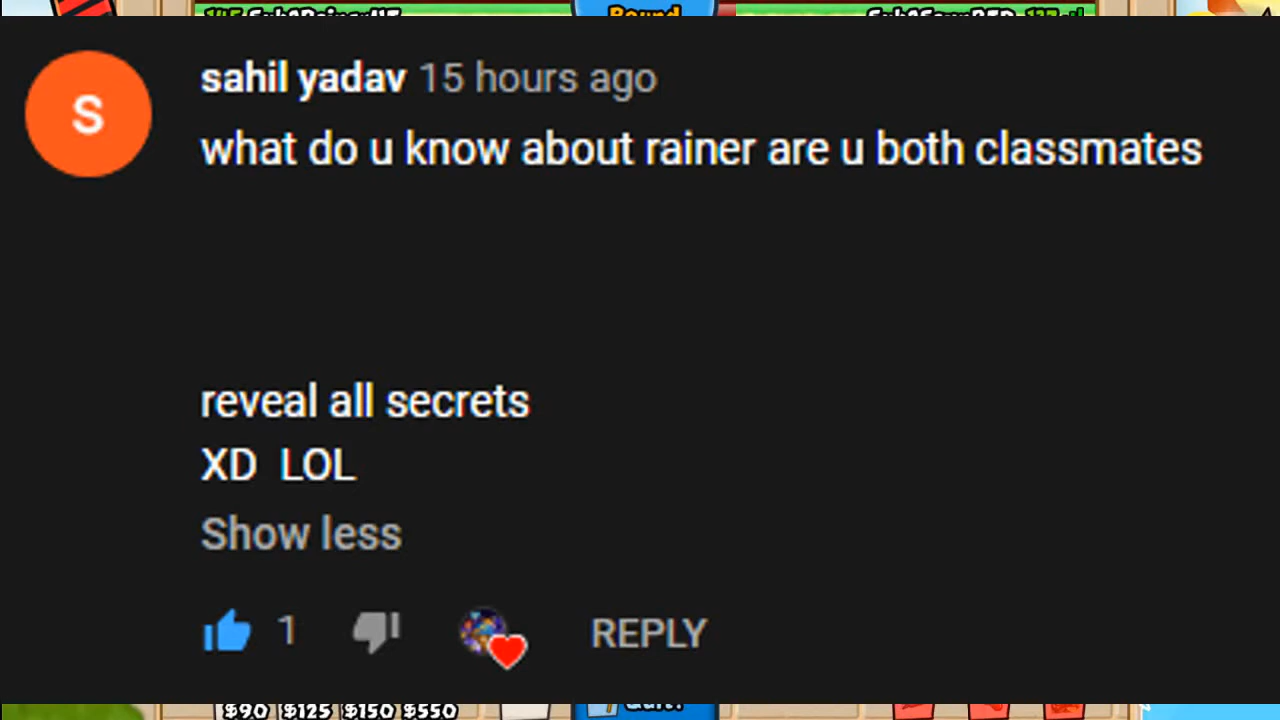 Round
S
sahil yadav 15 hours ago
what do u know about rainer are u both classmates
reveal all secrets
XD LOL
Show less
1
REPLY
$90 $125 $150 $550